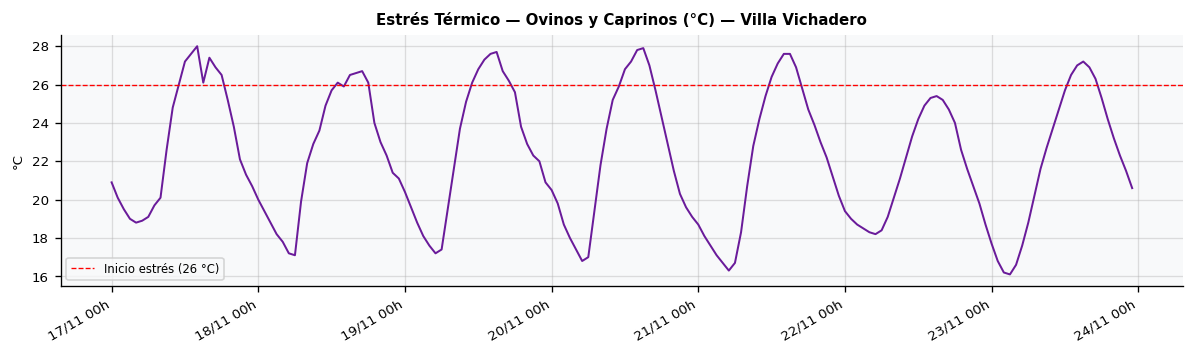 Estrés Térmico — Ovinos y Caprinos (°C) — Villa Vichadero
28
26
24
22
20
18
16
°C
Inicio estrés (26 °C)
17/11 00h
18/11 00h
19/11 00h
20/11 00h
21/11 00h
22/11 00h
23/11 00h
24/11 00h